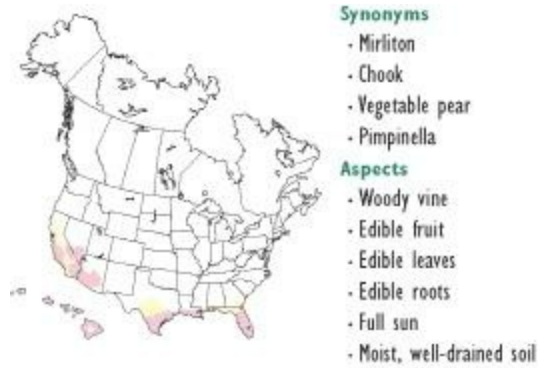 Synonyms
· Mirliton
· Chook
· Vegetable pear
· Pimpinella
Aspects
· Woody vine
· Edible fruit
· Edible leaves
· Edible roots
· Full sun
· Moist, well-drained soil